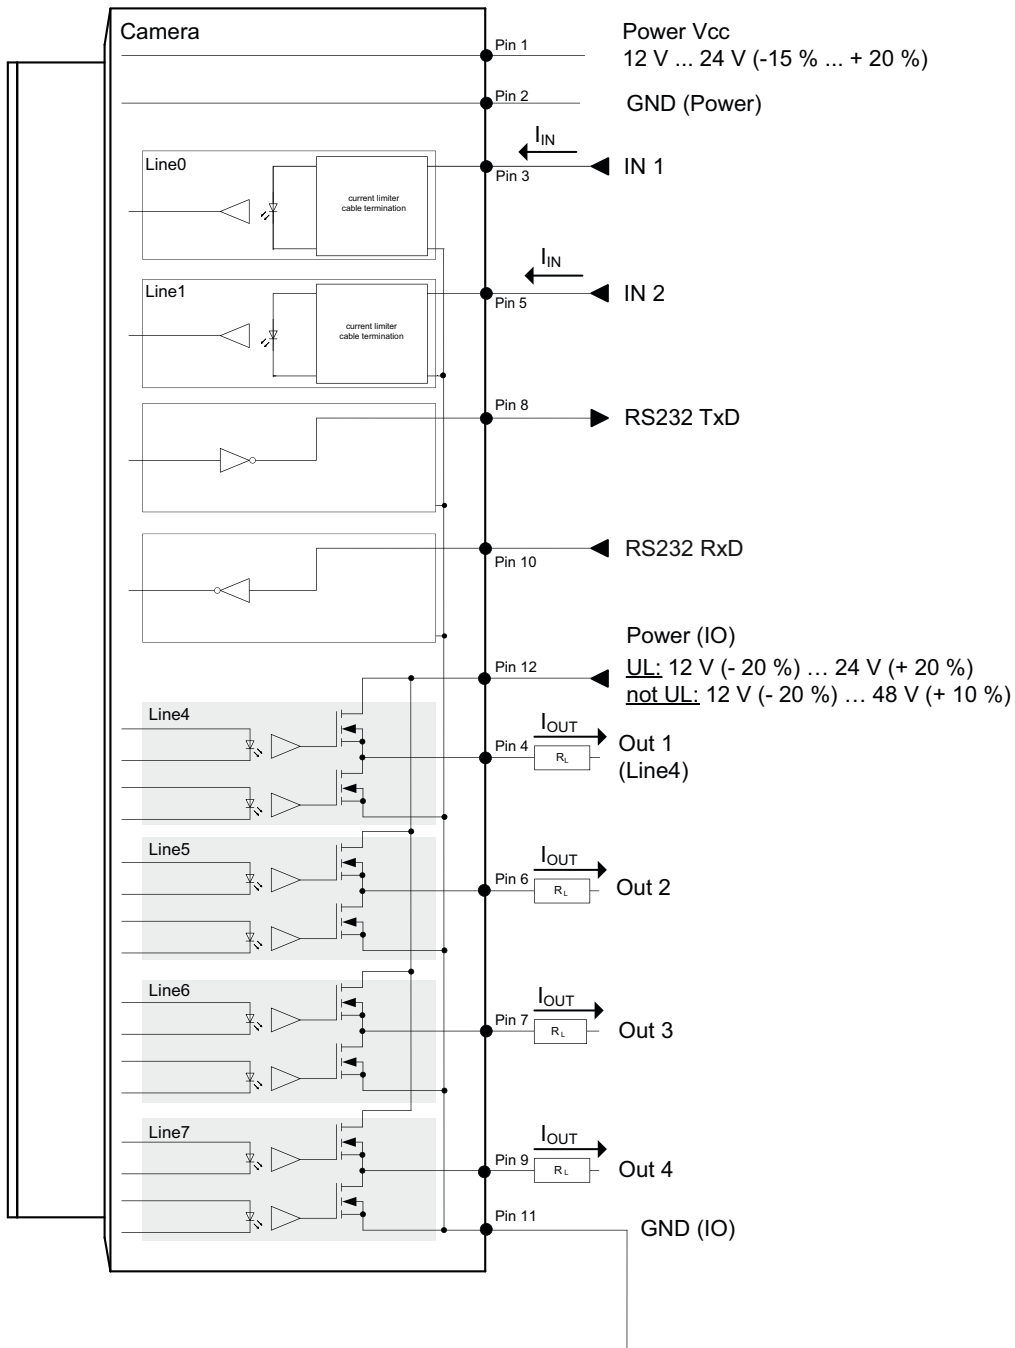 Camera
Pin 1
Power Vcc
12 V ... 24 V (-15 % ... + 20 %)
Pin 2
GND (Power)
Line0
current limiter
cable termination
Pin 3
IIN
IN 1
Line1
current limiter
cable termination
Pin 5
IIN
IN 2
Pin 8
RS232 TxD
Pin 10
RS232 RxD
Pin 12
Power (IO)
UL: 12 V (- 20 %) … 24 V (+ 20 %)
not UL: 12 V (- 20 %) … 48 V (+ 10 %)
Line4
Pin 4
IOUT
RL
Out 1
(Line4)
Line5
Pin 6
IOUT
RL
Out 2
Line6
Pin 7
IOUT
RL
Out 3
Line7
Pin 9
IOUT
RL
Out 4
Pin 11
GND (IO)